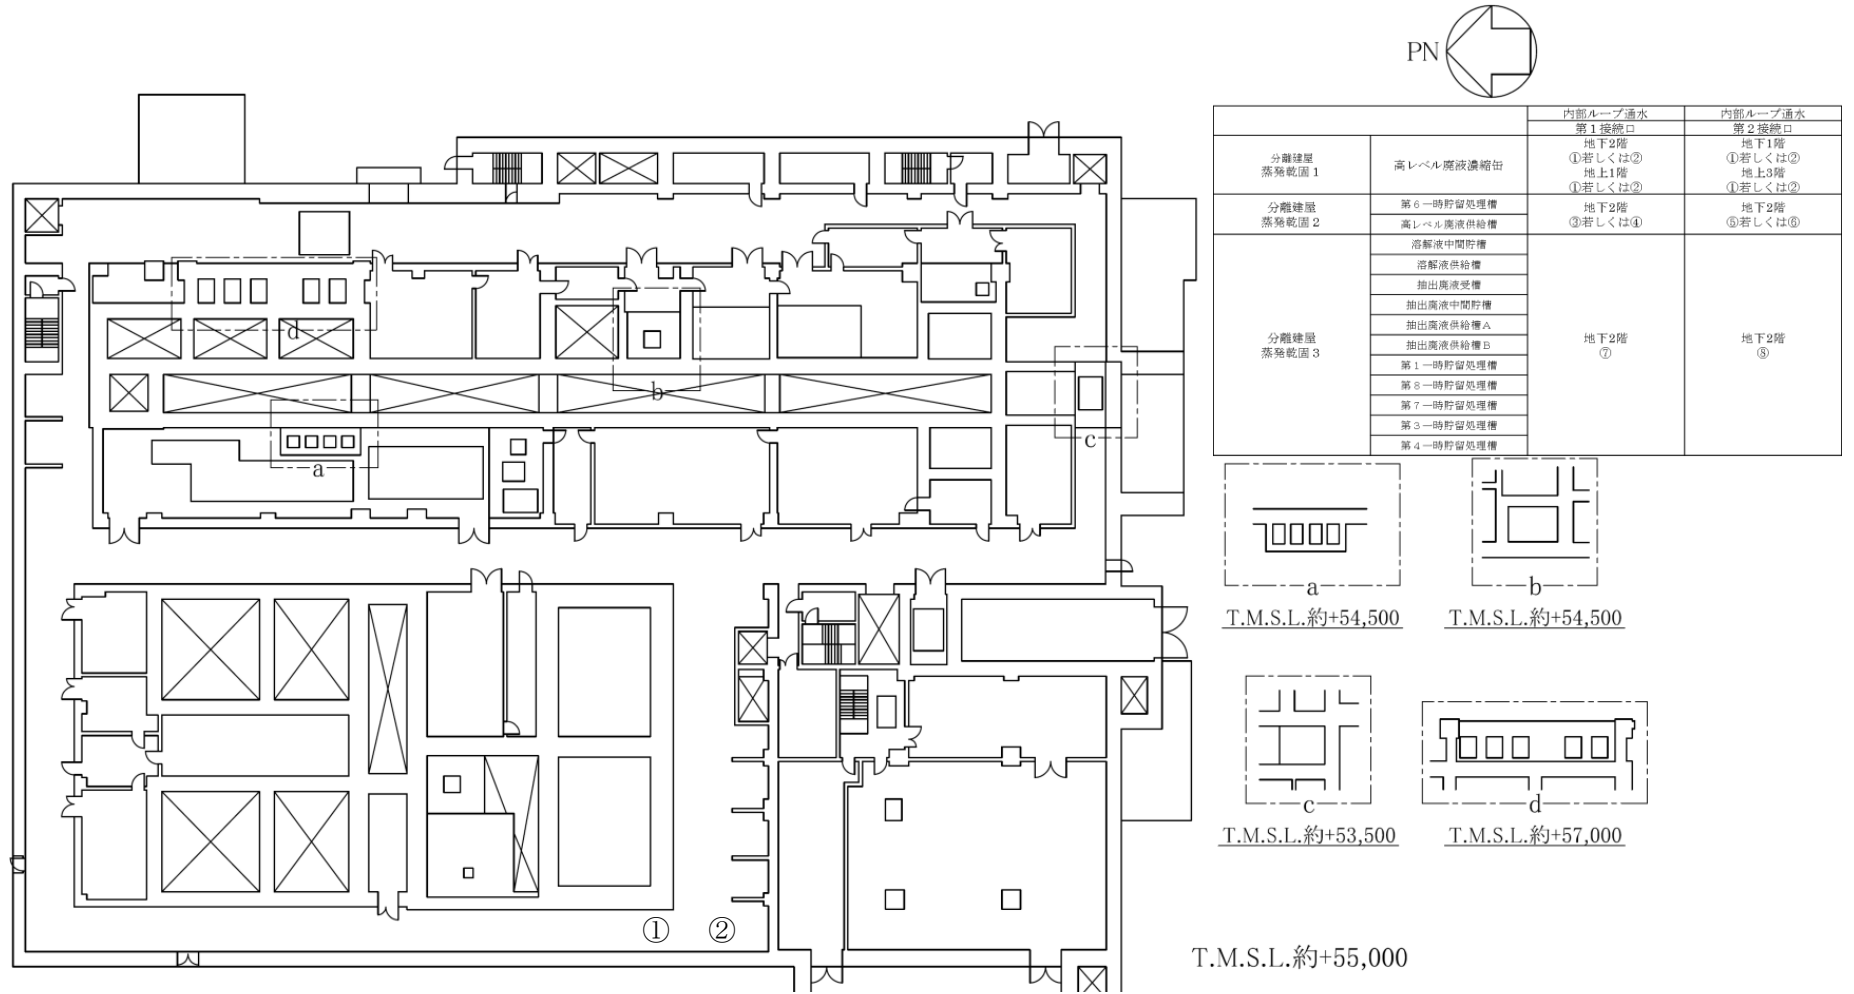 PN
内部ループ通水 内部ループ通水
第1接続口 第2接続口
分離建屋
蒸発乾固1
高レベル廃液濃縮缶
地下2階
①若しくは②
地上1階
①若しくは②
地下1階
①若しくは②
地上3階
①若しくは②
分離建屋
蒸発乾固2
第6一時貯留処理槽
高レベル廃液供給槽
地下2階
③若しくは④
地下2階
⑤若しくは⑥
分離建屋
蒸発乾固3
溶解液中間貯槽
溶解液供給槽
抽出廃液受槽
抽出廃液中間貯槽
抽出廃液供給槽A
抽出廃液供給槽B
第1一時貯留処理槽
第8一時貯留処理槽
第7一時貯留処理槽
第3一時貯留処理槽
第4一時貯留処理槽
地下2階
⑦
地下2階
⑧
d
b
c
a
a
T.M.S.L.約+54,500
b
T.M.S.L.約+54,500
c
T.M.S.L.約+53,500
d
T.M.S.L.約+57,000
① ②
T.M.S.L.約+55,000